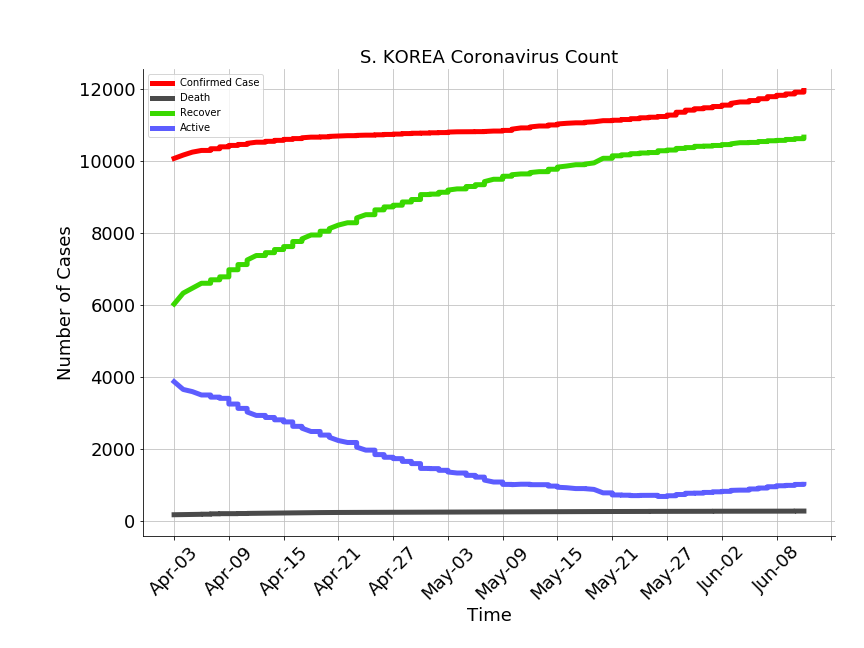 S. KOREA Coronavirus Count
Confirmed Case
Death
Recover
Active
Number of Cases
12000
10000
8000
6000
4000
2000
0
Apr-03 Apr-09 Apr-15 Apr-21 Apr-27 May-03 May-09 May-15 May-21 May-27 Jun-02 Jun-08
Time